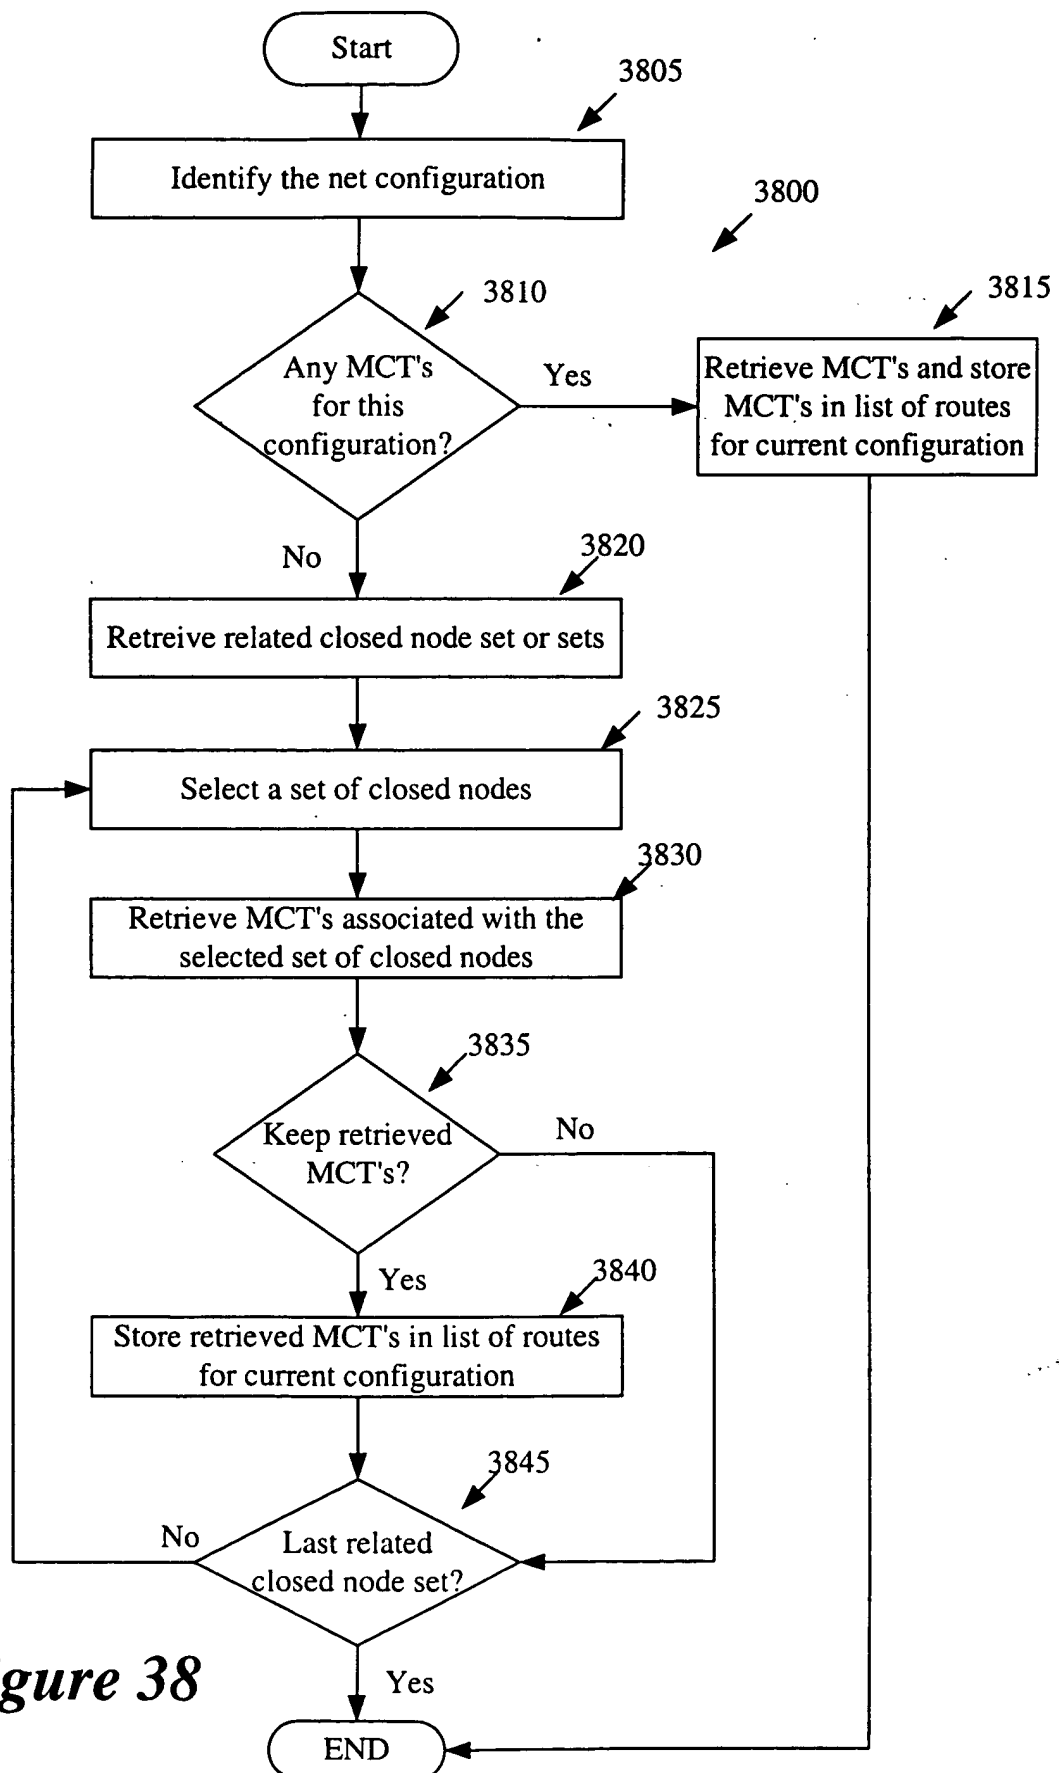 Start
3805
Identify the net configuration
3800
3810
3815
Any MCT's
for this
configuration?
Yes
Retrieve MCT's and store
MCT's in list of routes
for current configuration
No
3820
Retreive related closed node set or sets
3825
Select a set of closed nodes
3830
Retrieve MCT's associated with the
selected set of closed nodes
3835
Keep retrieved
MCT's?
No
Yes
3840
Store retrieved MCT's in list of routes
for current configuration
3845
No
Last related
closed node set?
gure 38
Yes
END